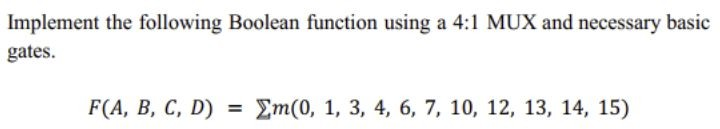 Implement the following Boolean function using a 4:1 MUX and necessary basic
gates.
F(A, B, C, D) = ∑m(0, 1, 3, 4, 6, 7, 10, 12, 13, 14, 15)